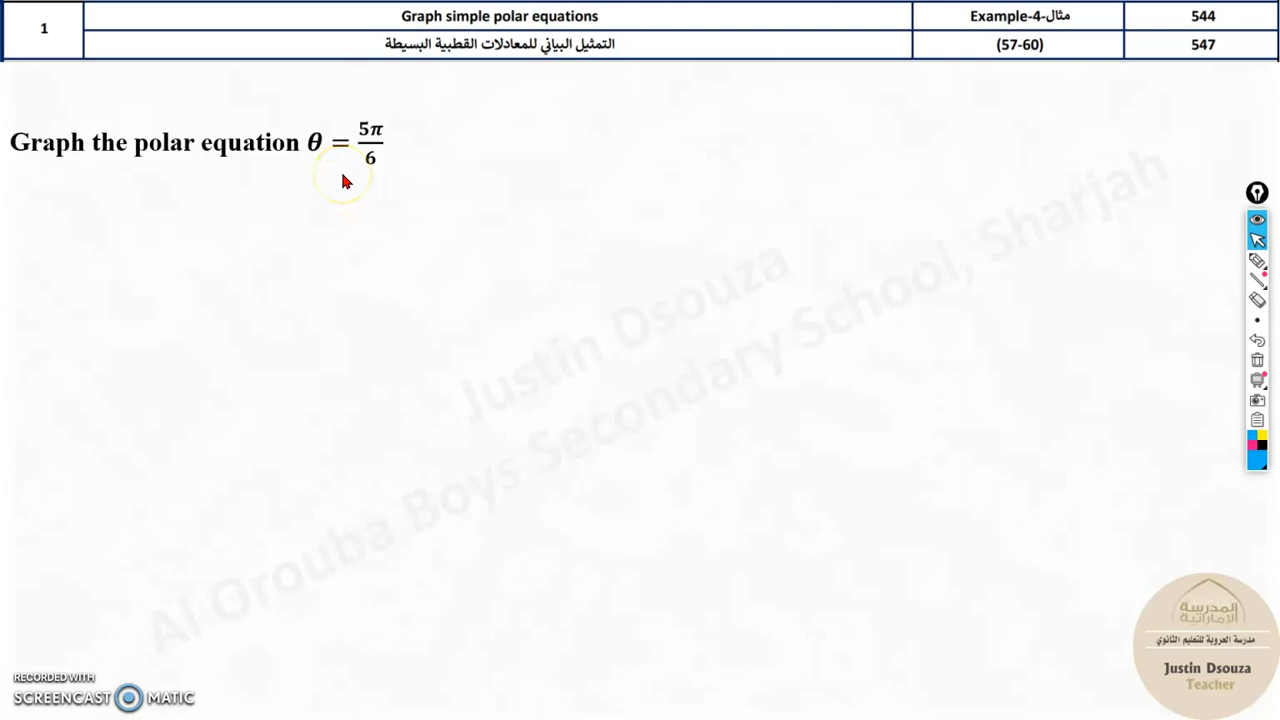 1
Graph simple polar equations
Example-4-مثال
544
التمثيل البياني للمعادلات القطبية البسيطة
(57-60)
547
Graph the polar equation θ = 5π/6
Justin Dsouza
Al Orouba Boys Secondary School, Sharjah
المدرسة
الإماراتية
مدرسة العروبة للتعليم الثانوي
Justin Dsouza
Teacher
RECORDED WITH
SCREENCAST MATIC